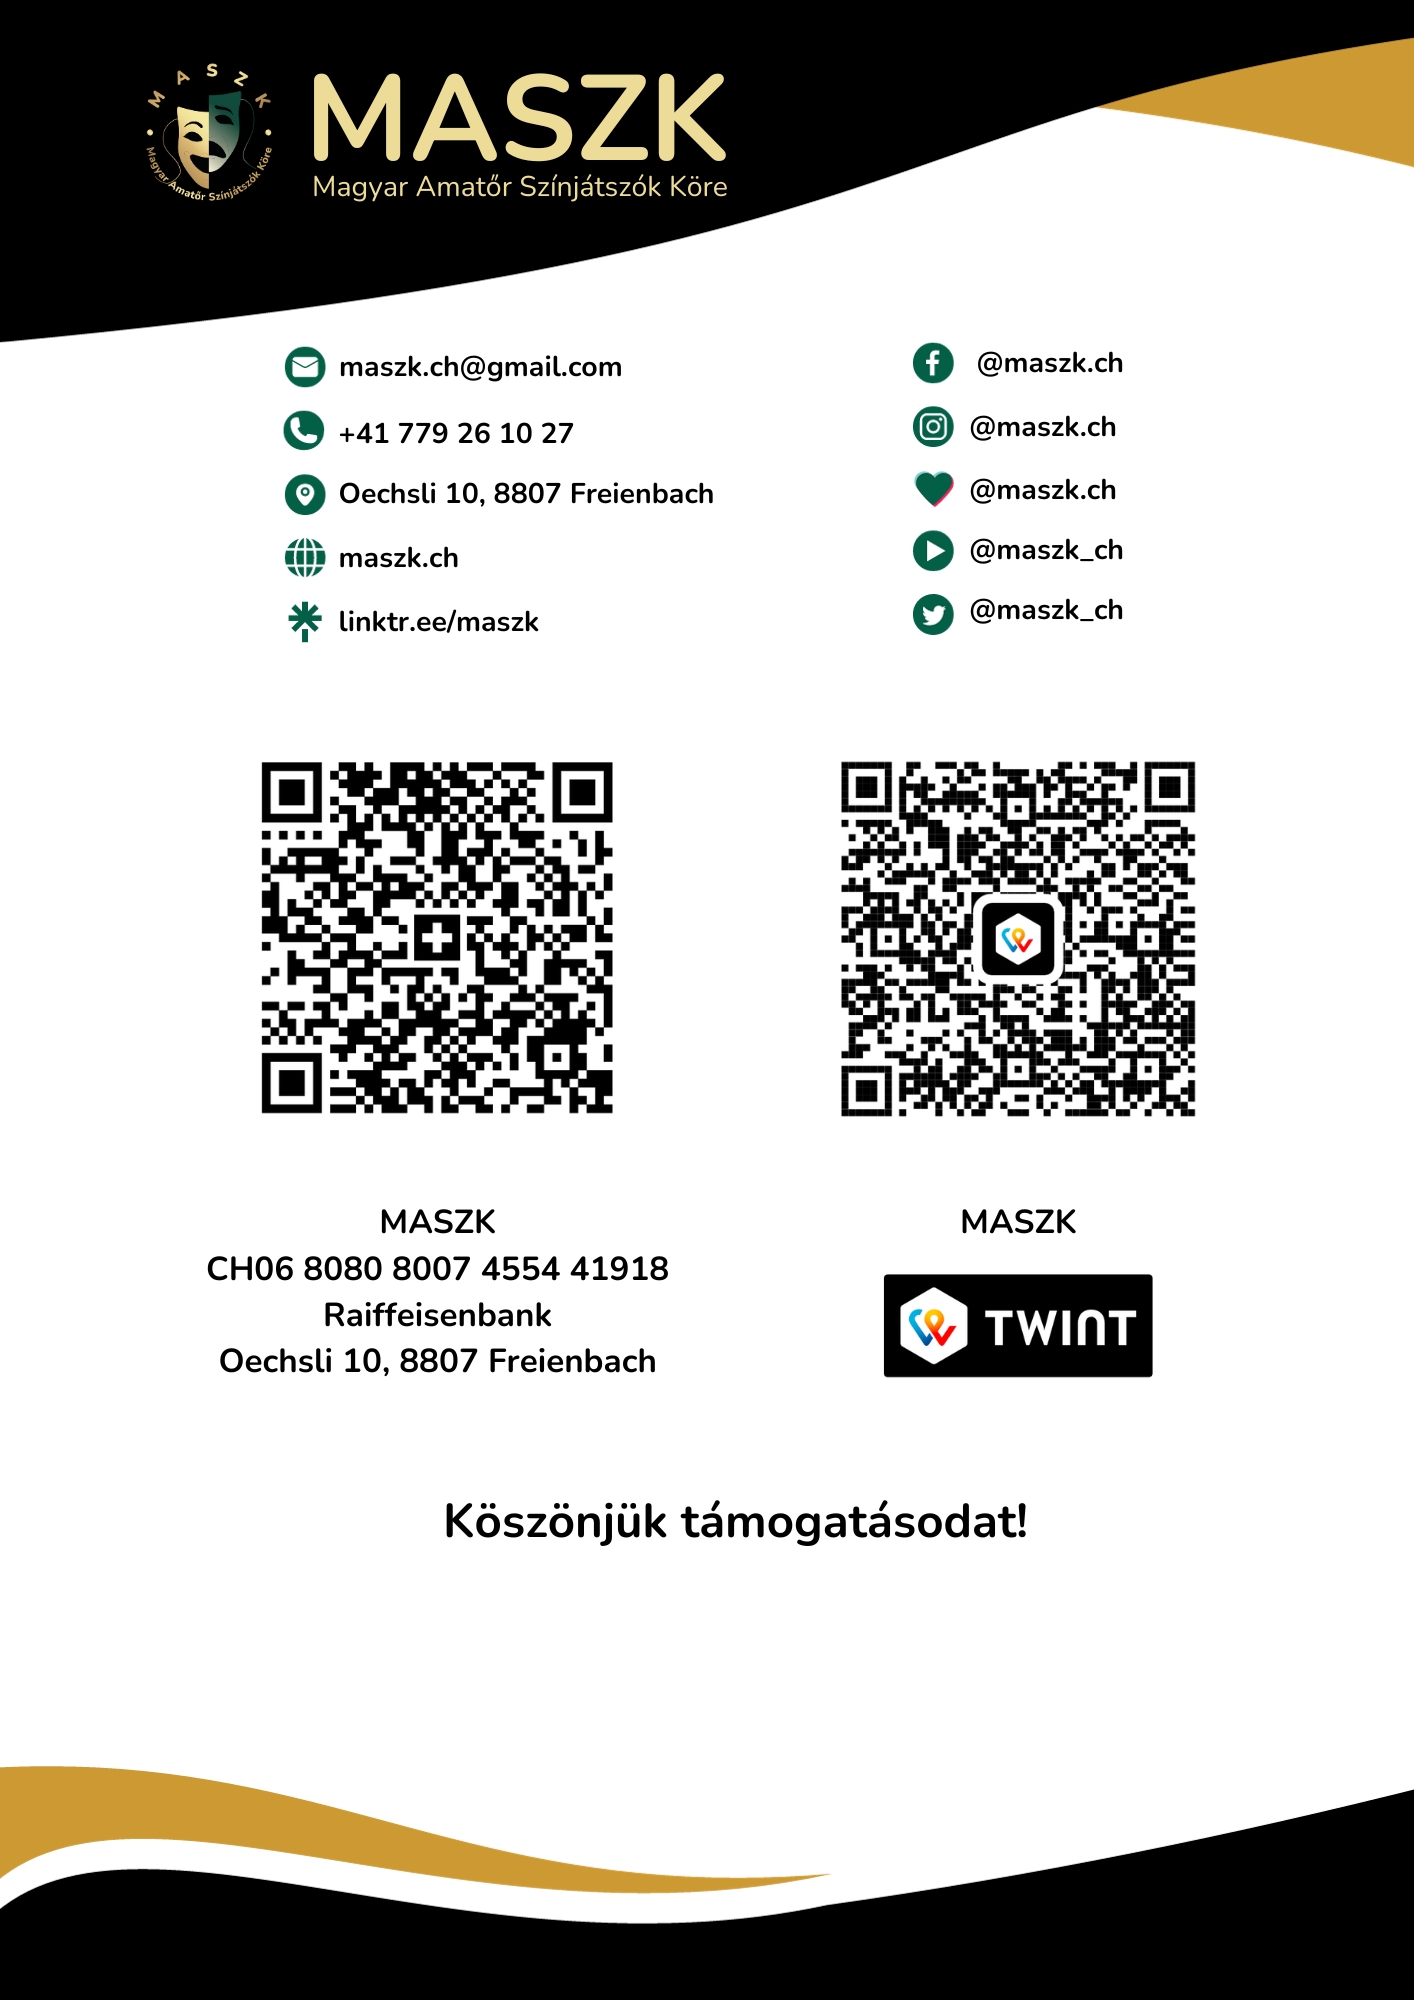 M A S Z K
Magyar Amatőr Színjátszók Köre
MASZK
Magyar Amatőr Színjátszók Köre
maszk.ch@gmail.com
+41 779 26 10 27
Oechsli 10, 8807 Freienbach
maszk.ch
linktr.ee/maszk
@maszk.ch
@maszk.ch
@maszk.ch
@maszk_ch
@maszk_ch
MASZK
CH06 8080 8007 4554 41918
Raiffeisenbank
Oechsli 10, 8807 Freienbach
MASZK
TWINT
Köszönjük támogatásodat!